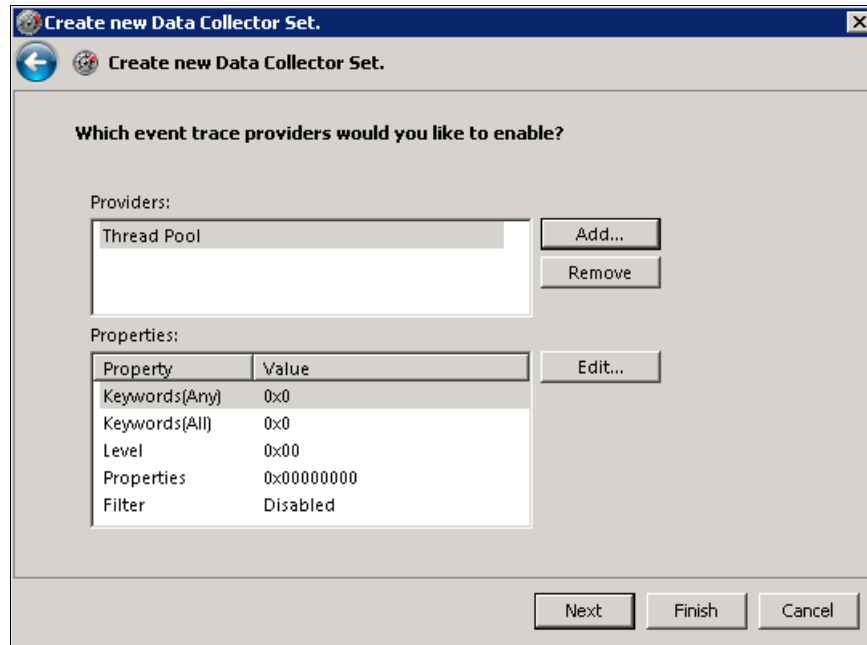 Create new Data Collector Set.
Create new Data Collector Set.
Which event trace providers would you like to enable?
Providers:
Thread Pool
Add...
Remove
Properties:
Property Value
Edit...
Keywords(Any) 0x0
Keywords(All) 0x0
Level 0x00
Properties 0x00000000
Filter Disabled
Next Finish Cancel